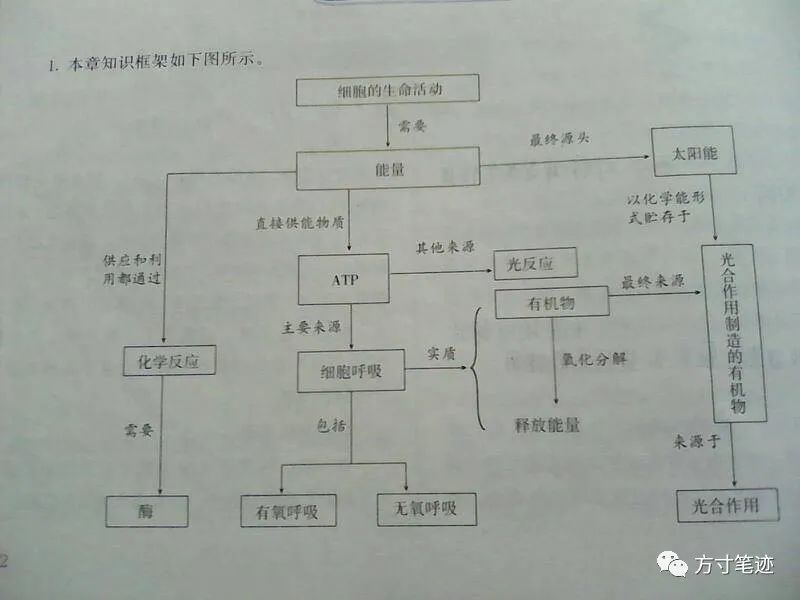 1. 本章知识框架如下图所示。
细胞的生命活动
需要
最终源头
能量
太阳能
直接供能物质
以化学能形
式贮存于
供应和利
用都通过
其他来源
ATP
光反应
最终来源
有机物
光合作用制造的有机物
主要来源
化学反应
细胞呼吸
实质
氧化分解
需要
包括
释放能量
来源于
酶
有氧呼吸
无氧呼吸
光合作用
2
方寸笔迹